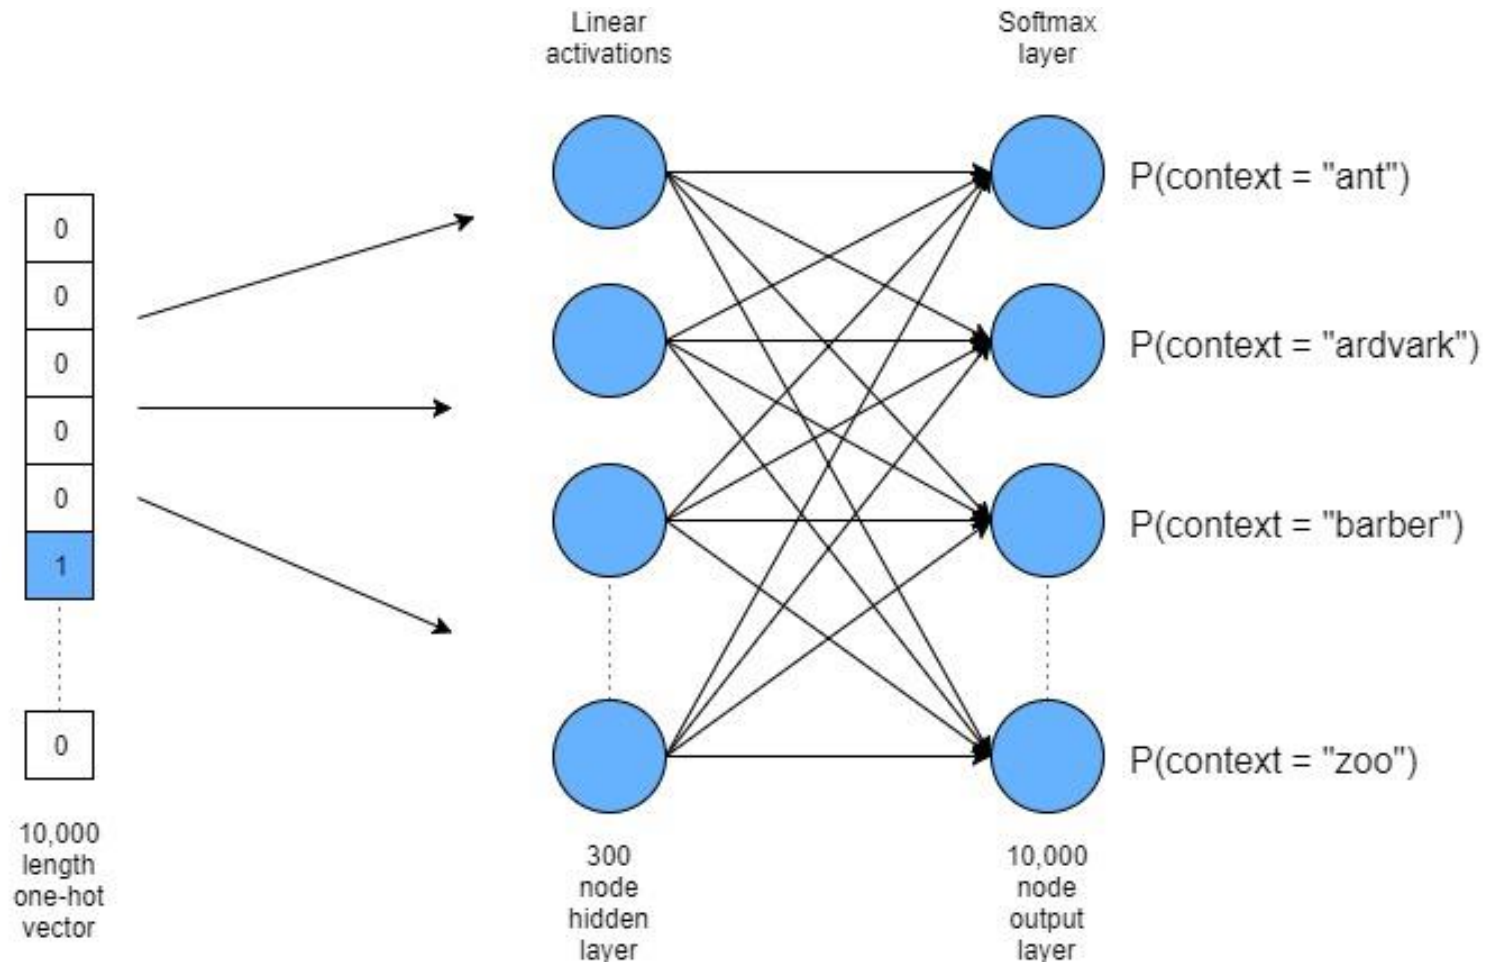 Linear
activations
Softmax
layer
0
0
0
0
0
1
0
10,000
length
one-hot
vector
300
node
hidden
layer
10,000
node
output
layer
P(context = "ant")
P(context = "ardvark")
P(context = "barber")
P(context = "zoo")